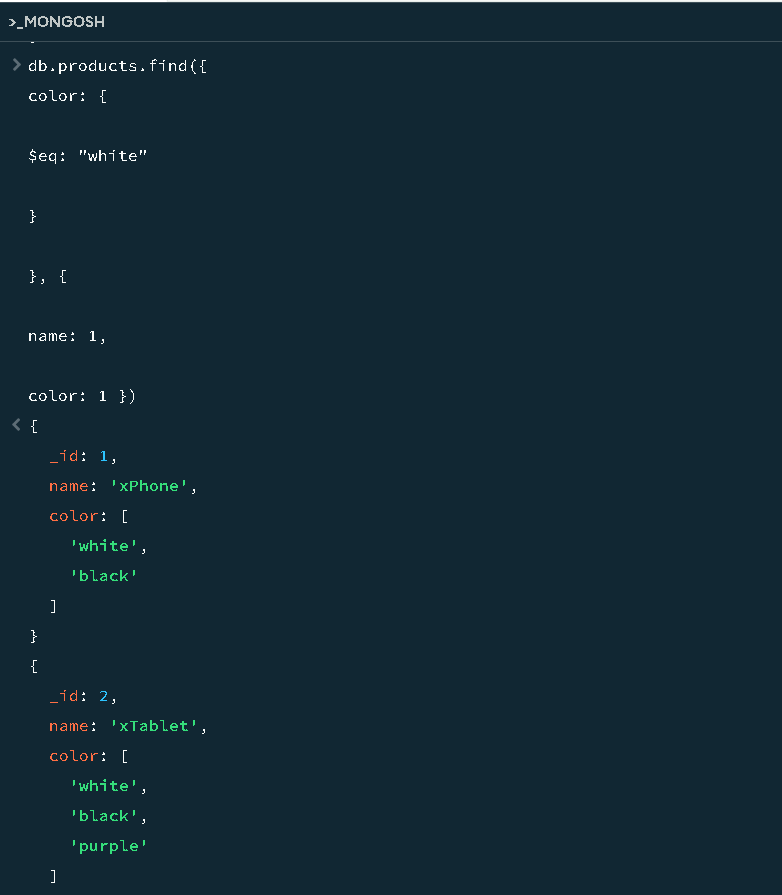 >_MONGOSH
> db.products.find({
color: {
$eq: "white"
}
}, {
name: 1,
color: 1 })
< {
_id: 1,
name: 'xPhone',
color: [
'white',
'black'
]
}
{
_id: 2,
name: 'xTablet',
color: [
'white',
'black',
'purple'
]